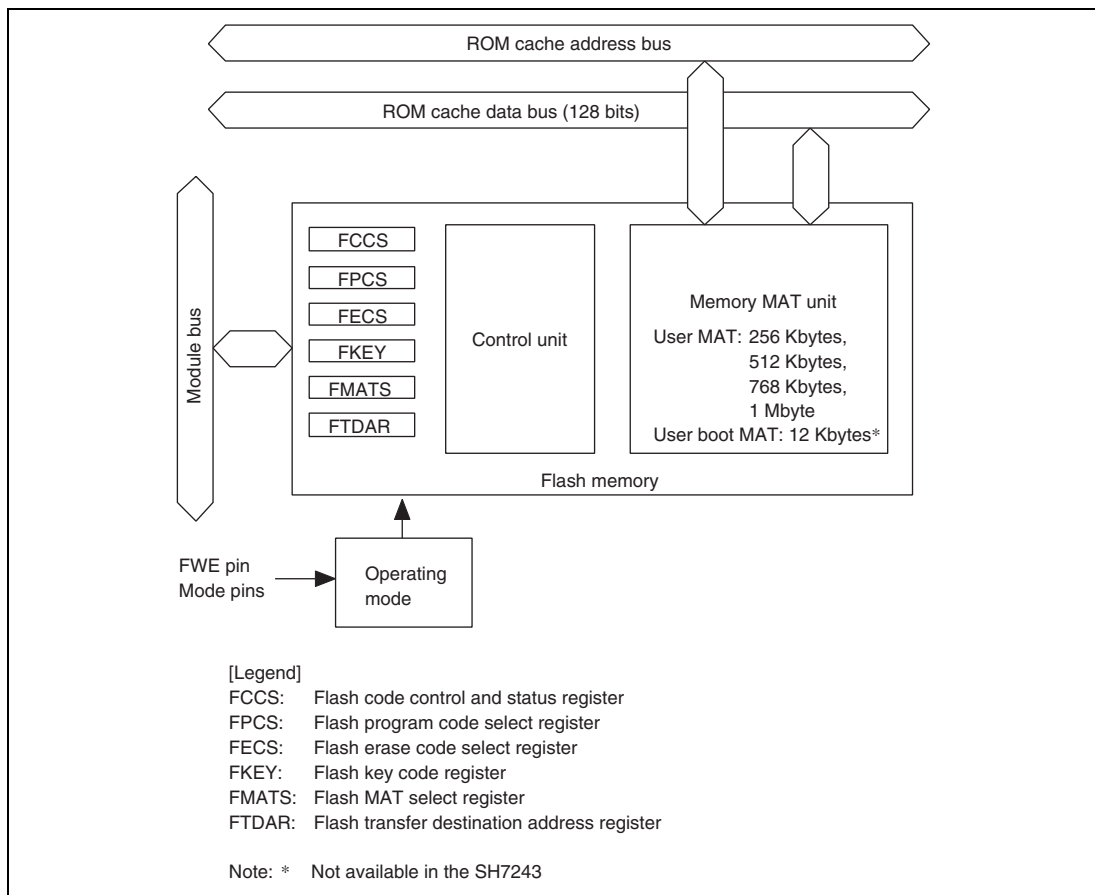 ROM cache address bus
ROM cache data bus (128 bits)
Module bus
FCCS
FPCS
FECS
FKEY
FMATS
FTDAR
Control unit
Memory MAT unit
User MAT: 256 Kbytes,
512 Kbytes,
768 Kbytes,
1 Mbyte
User boot MAT: 12 Kbytes*
Flash memory
FWE pin
Mode pins
Operating
mode
[Legend]
FCCS: Flash code control and status register
FPCS: Flash program code select register
FECS: Flash erase code select register
FKEY: Flash key code register
FMATS: Flash MAT select register
FTDAR: Flash transfer destination address register
Note: * Not available in the SH7243